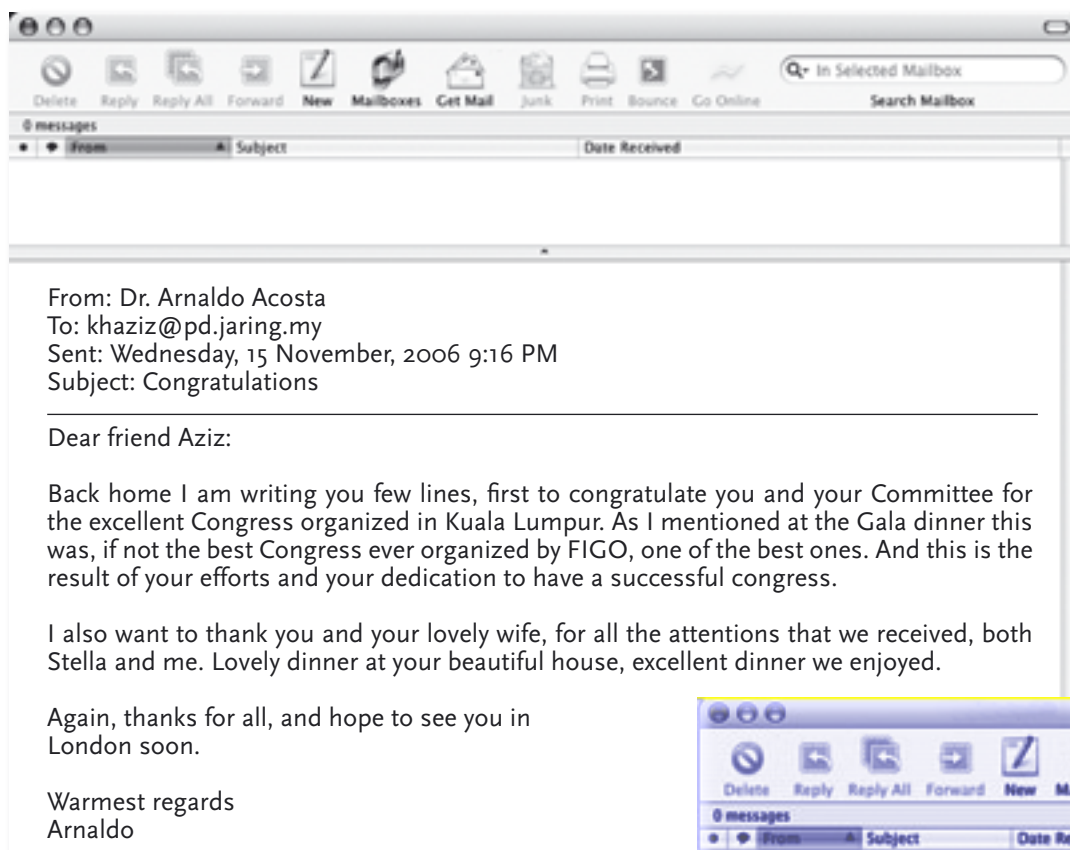 Delete Reply Reply All Forward New Mailboxes Get Mail Junk Print Bounce Go Online In Selected Mailbox
Search Mailbox
0 messages
From Subject Date Received
From: Dr. Arnaldo Acosta
To: khaziz@pd.jaring.my
Sent: Wednesday, 15 November, 2006 9:16 PM
Subject: Congratulations
Dear friend Aziz:
Back home I am writing you few lines, first to congratulate you and your Committee for
the excellent Congress organized in Kuala Lumpur. As I mentioned at the Gala dinner this
was, if not the best Congress ever organized by FIGO, one of the best ones. And this is the
result of your efforts and your dedication to have a successful congress.
I also want to thank you and your lovely wife, for all the attentions that we received, both
Stella and me. Lovely dinner at your beautiful house, excellent dinner we enjoyed.
Again, thanks for all, and hope to see you in
London soon.
Warmest regards
Arnaldo
Delete Reply Reply All Forward New M
0 messages
From Subject Date Re